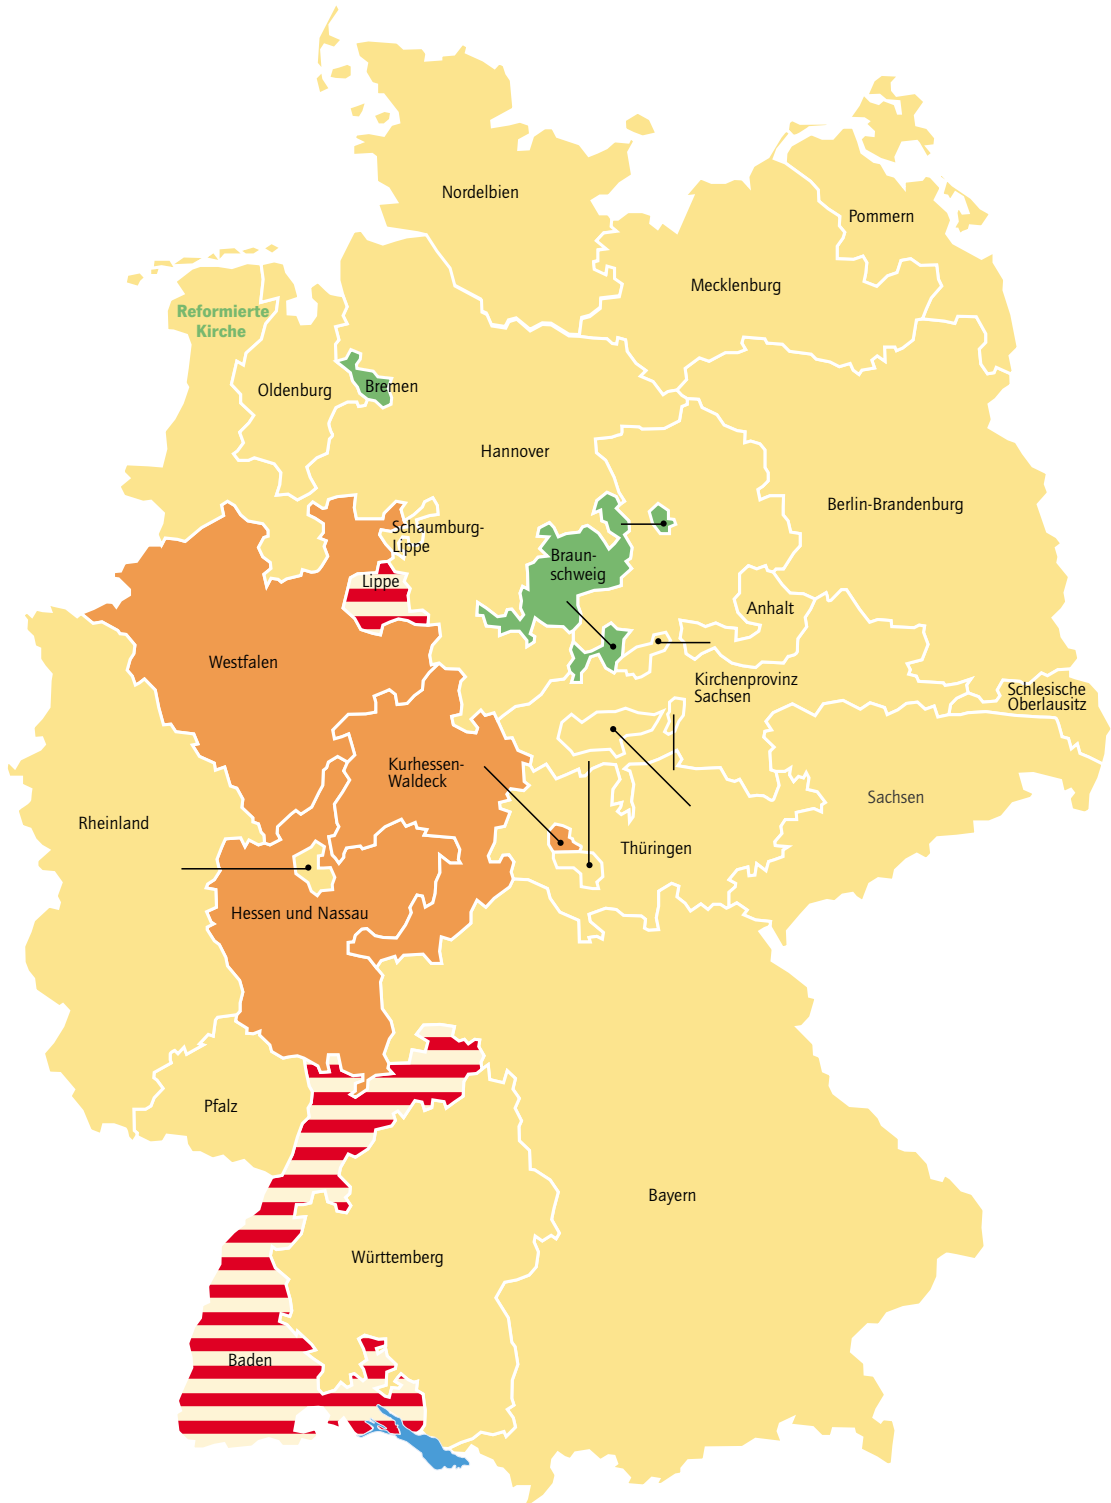 Nordelbien
Pommern
Mecklenburg
Reformierte
Kirche
Oldenburg
Bremen
Hannover
Berlin-Brandenburg
Schaumburg-
Lippe
Braun-
schweig
Lippe
Anhalt
Westfalen
Kirchenprovinz
Sachsen
Schlesische
Oberlausitz
Kurhessen-
Waldeck
Sachsen
Rheinland
Thüringen
Hessen und Nassau
Pfalz
Bayern
Württemberg
Baden